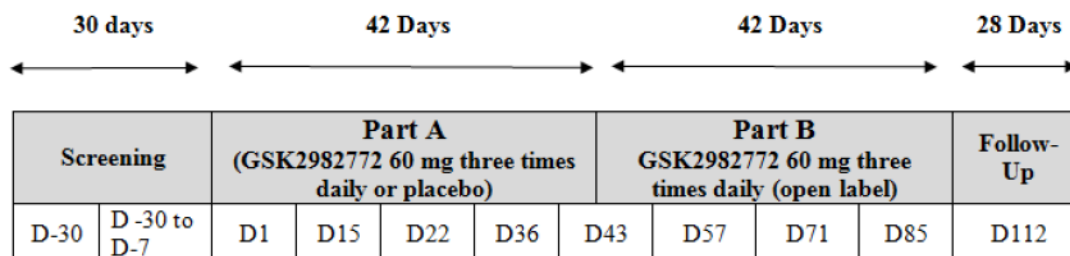 30 days 42 Days 42 Days 28 Days
Screening
Part A
(GSK2982772 60 mg three times
daily or placebo)
Part B
GSK2982772 60 mg three
times daily (open label)
Follow-
Up
D-30
D -30 to
D-7
D1 D15 D22 D36 D43 D57 D71 D85 D112